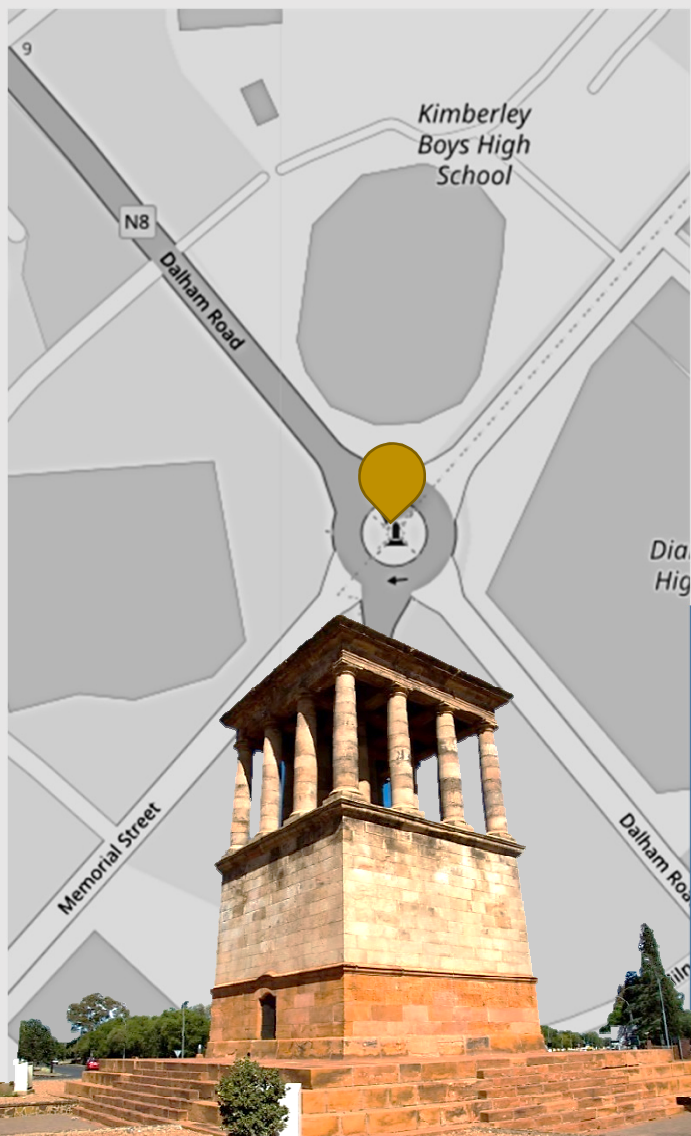 9
Kimberley
Boys High
School
N8
Dalham Road
Dia
Hig
Memorial Street
Dalham Roa